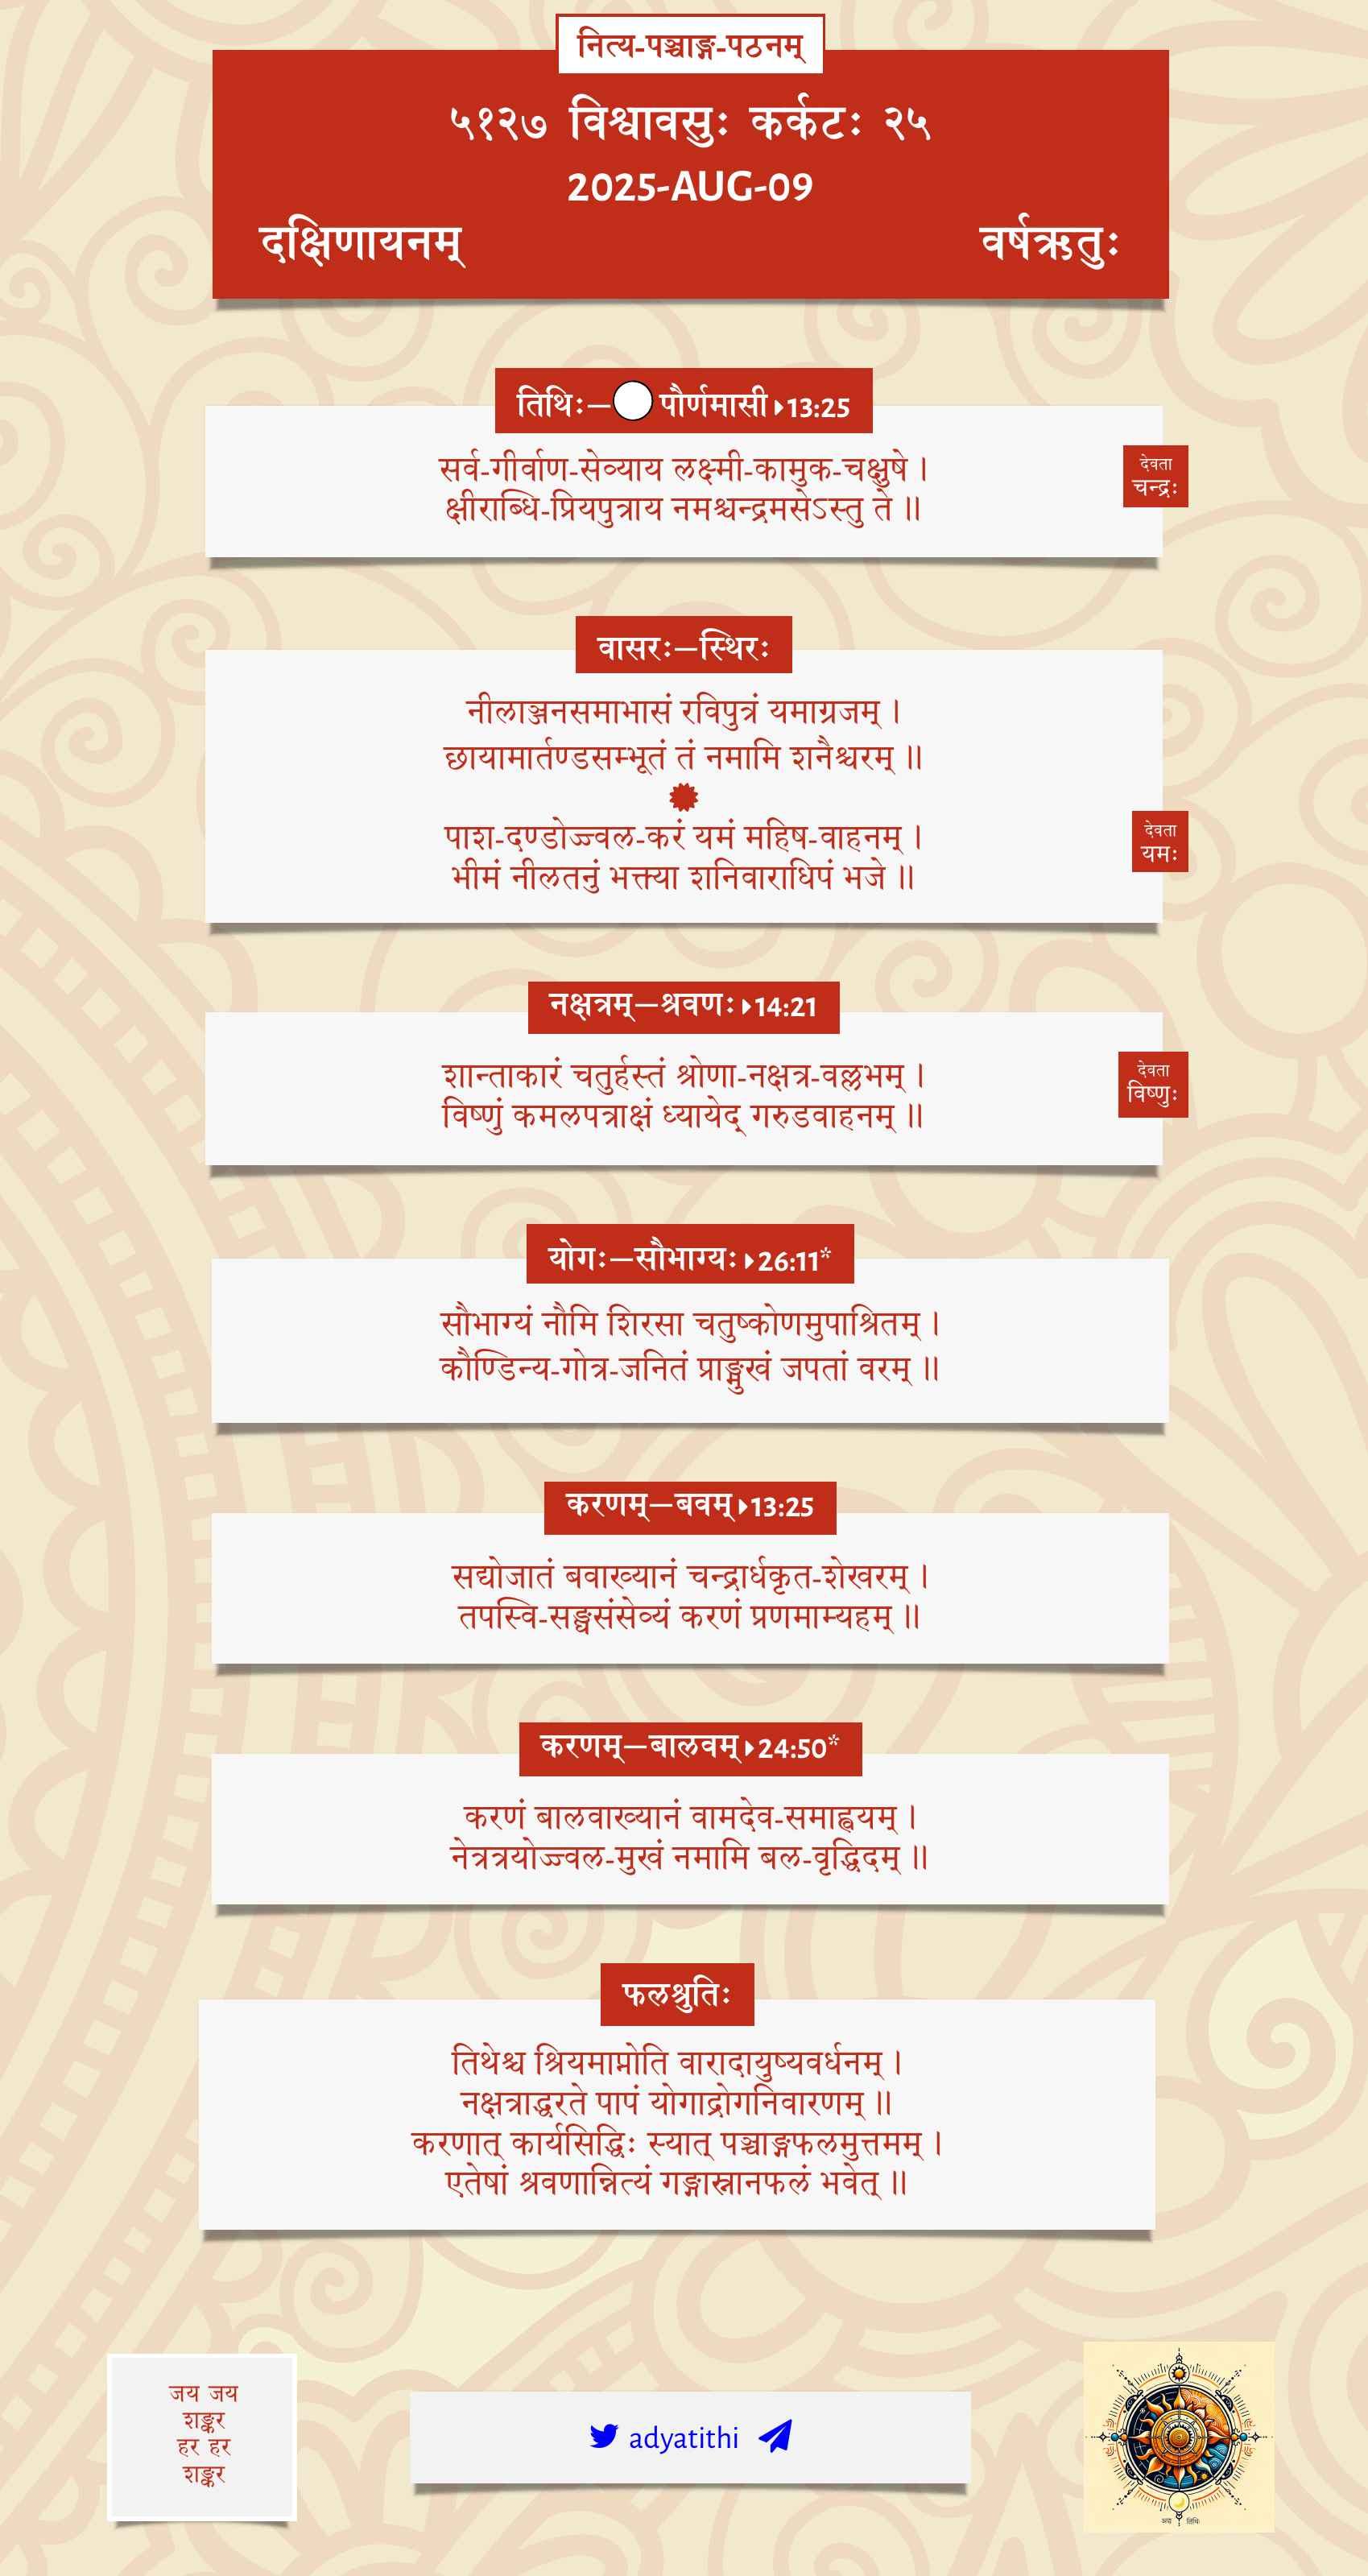 नित्य-पञ्चाङ्ग-पठनम्
५१२७ विश्वावसुः कर्कटः २५
2025-AUG-09
दक्षिणायनम् वर्षऋतुः
तिथिः—पौर्णमासी 13:25
सर्व-गीर्वाण-सेव्याय लक्ष्मी-कामुक-चक्षुषे ।
क्षीराब्धि-प्रियपुत्राय नमश्चन्द्रमसेऽस्तु ते ॥
देवता
चन्द्रः
वासरः—स्थिरः
नीलाञ्जनसमाभासं रविपुत्रं यमाग्रजम् ।
छायामार्तण्डसम्भूतं तं नमामि शनैश्चरम् ॥
पाश-दण्डोज्ज्वल-करं यमं महिष-वाहनम् ।
भीमं नीलतनुं भक्त्या शनिवाराधिपं भजे ॥
देवता
यमः
नक्षत्रम्—श्रवणः 14:21
शान्ताकारं चतुर्हस्तं श्रोणा-नक्षत्र-वल्लभम् ।
विष्णुं कमलपत्राक्षं ध्यायेद् गरुडवाहनम् ॥
देवता
विष्णुः
योगः—सौभाग्यः 26:11*
सौभाग्यं नौमि शिरसा चतुष्कोणमुपाश्रितम् ।
कौण्डिन्य-गोत्र-जनितं प्राङ्मुखं जपतां वरम् ॥
करणम्—बवम् 13:25
सद्योजातं बवाख्यानं चन्द्रार्धकृत-शेखरम् ।
तपस्वि-सङ्घसंसेव्यं करणं प्रणमाम्यहम् ॥
करणम्—बालवम् 24:50*
करणं बालवाख्यानं वामदेव-समाह्वयम् ।
नेत्रत्रयोज्ज्वल-मुखं नमामि बल-वृद्धिदम् ॥
फलश्रुतिः
तिथेश्च श्रियमाप्नोति वारादायुष्यवर्धनम् ।
नक्षत्राद्धरते पापं योगाद्रोगनिवारणम् ॥
करणात् कार्यसिद्धिः स्यात् पञ्चाङ्गफलमुत्तमम् ।
एतेषां श्रवणान्नित्यं गङ्गास्नानफलं भवेत् ॥
जय जय
शङ्कर
हर हर
शङ्कर
adyatithi
अद्य तिथिः